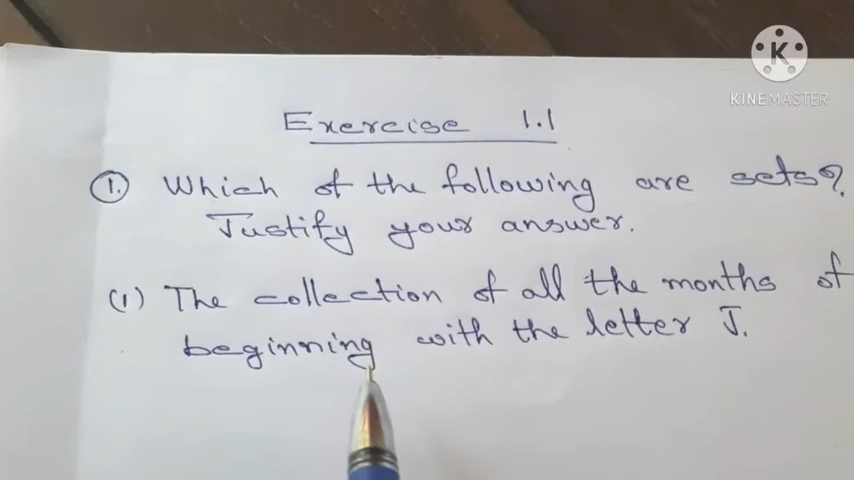 K
KINEMASTER
Exercise 1.1
1. Which of the following are sets?
Justify your answer.
(1) The collection of all the months of
beginning with the letter J.